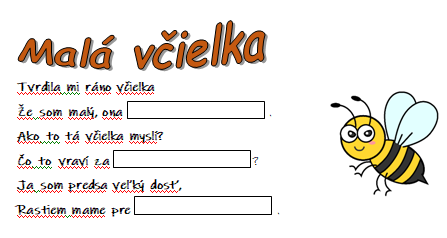 Malá včielka
Tvrdila mi ráno včielka
Že som malý, ona .
Ako to tá včielka myslí?
Čo to vraví za ?
Ja som predsa veľký dosť,
Rastiem mame pre .